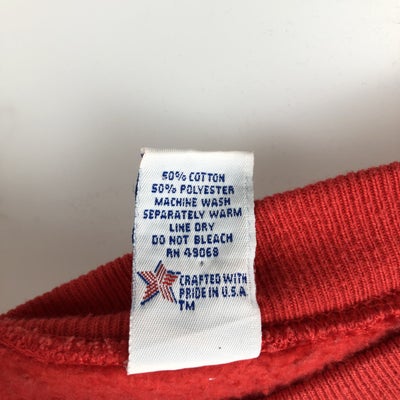 50% COTTON
50% POLYESTER
MACHINE WASH
SEPARATELY WARM
LINE DRY
DO NOT BLEACH
RN 49068
CRAFTED WITH
PRIDE IN U.S.A
TM